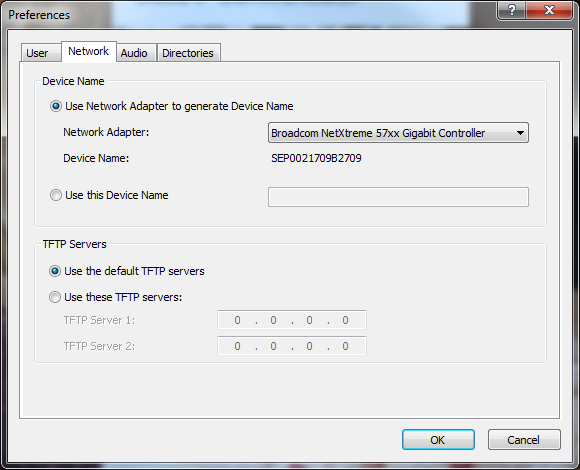 Preferences
User Network Audio Directories
Device Name
Use Network Adapter to generate Device Name
Network Adapter: Broadcom NetXtreme 57xx Gigabit Controller
Device Name: SEP0021709B2709
Use this Device Name
TFTP Servers
Use the default TFTP servers
Use these TFTP servers:
TFTP Server 1: 0 . 0 . 0 . 0
TFTP Server 2: 0 . 0 . 0 . 0
OK Cancel